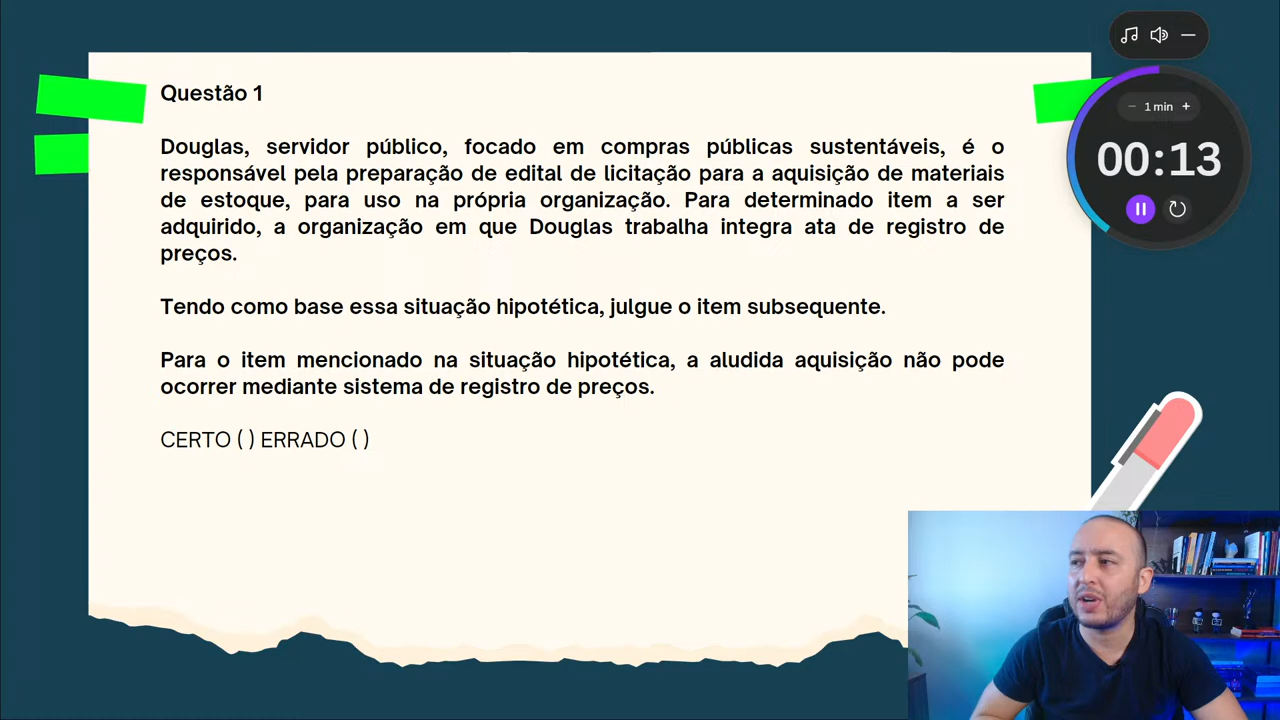 Questão 1
Douglas, servidor público, focado em compras públicas sustentáveis, é o
responsável pela preparação de edital de licitação para a aquisição de materiais
de estoque, para uso na própria organização. Para determinado item a ser
adquirido, a organização em que Douglas trabalha integra ata de registro de
preços.
Tendo como base essa situação hipotética, julgue o item subsequente.
Para o item mencionado na situação hipotética, a aludida aquisição não pode
ocorrer mediante sistema de registro de preços.
CERTO ( ) ERRADO ( )
− 1 min +
00:13